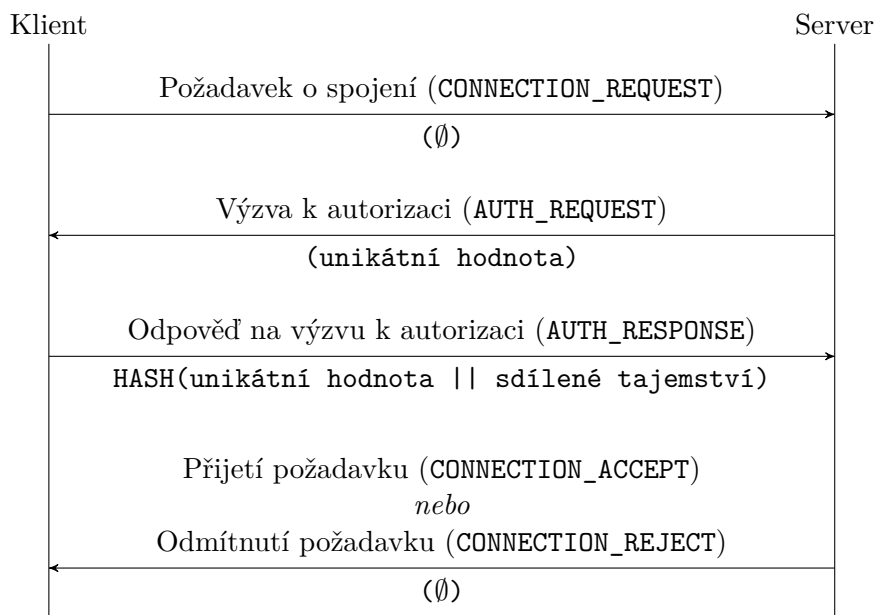 Klient
Server
Požadavek o spojení (CONNECTION_REQUEST)
(∅)
Výzva k autorizaci (AUTH_REQUEST)
(unikátní hodnota)
Odpověď na výzvu k autorizaci (AUTH_RESPONSE)
HASH(unikátní hodnota || sdílené tajemství)
Přijetí požadavku (CONNECTION_ACCEPT)
nebo
Odmítnutí požadavku (CONNECTION_REJECT)
(∅)